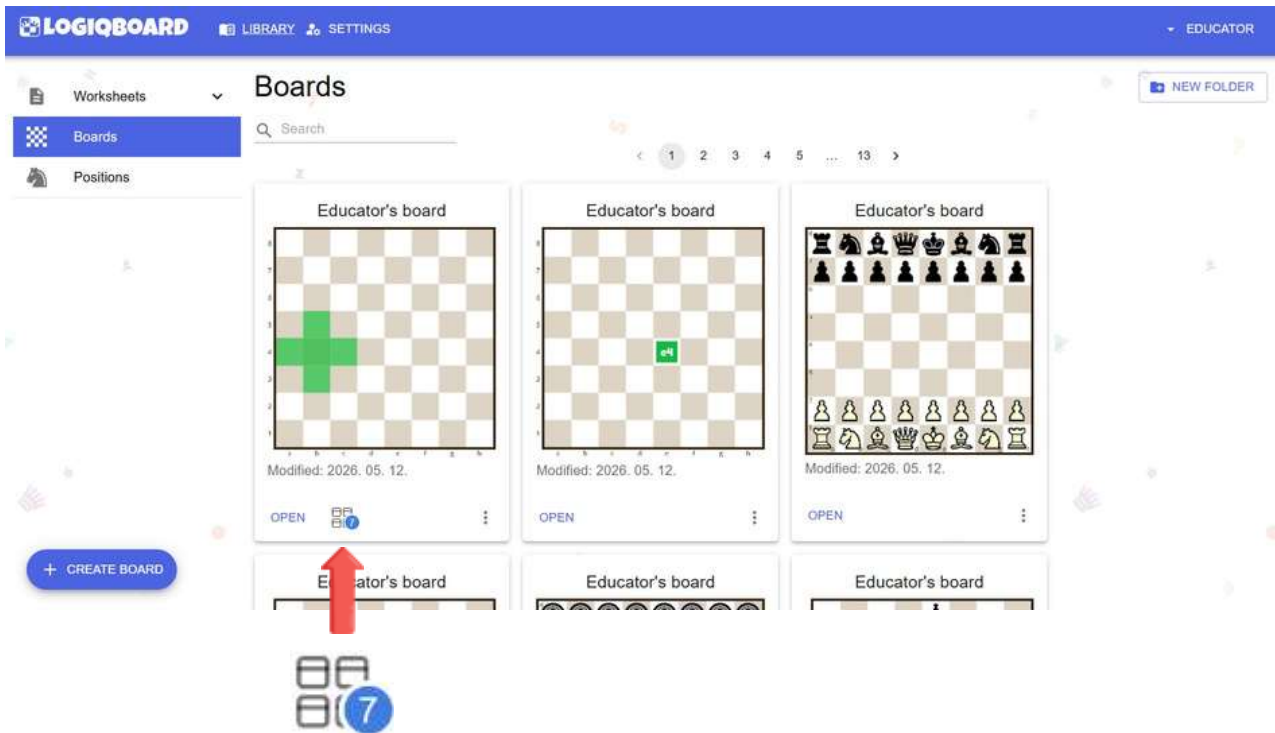 LOGIQBOARD LIBRARY SETTINGS EDUCATOR
Worksheets
Boards
Positions
Boards
NEW FOLDER
Search
1 2 3 4 5 ... 13
Educator's board
Modified: 2026. 05. 12.
OPEN 7
Educator's board
e4
Modified: 2026. 05. 12.
OPEN
Educator's board
Modified: 2026. 05. 12.
OPEN
+ CREATE BOARD
Educator's board
Educator's board
Educator's board
7